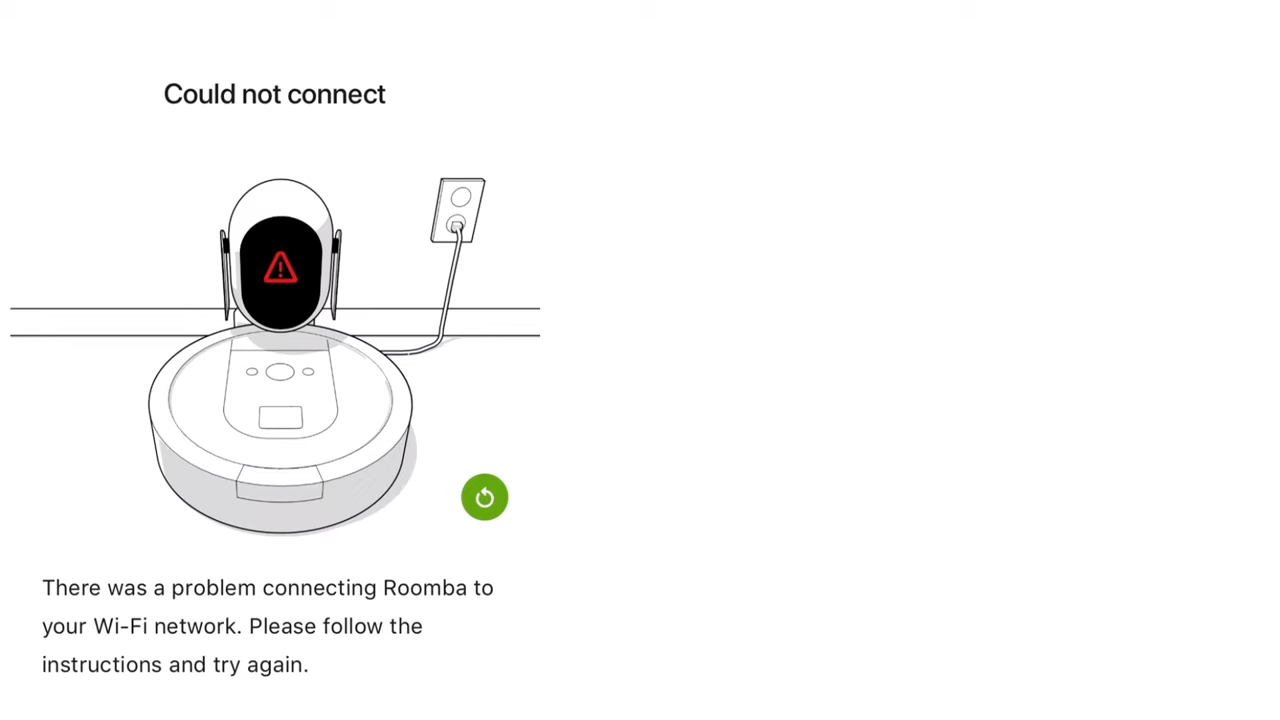 Could not connect
There was a problem connecting Roomba to
your Wi-Fi network. Please follow the
instructions and try again.